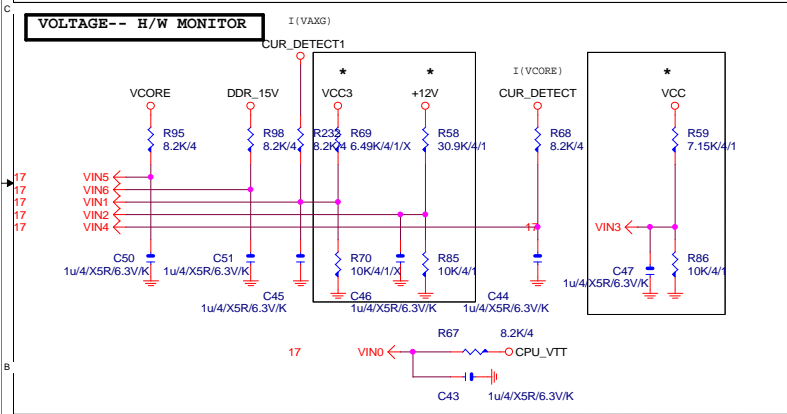 C
VOLTAGE-- H/W MONITOR
I(VAXG)
CUR_DETECT1
*
*
*
I(VCORE)
VCORE
DDR_15V
VCC3
+12V
CUR_DETECT
VCC
R95
8.2K/4
R98
8.2K/4
R232
8.2K/4
R69
6.49K/4/1/X
R58
30.9K/4/1
R68
8.2K/4
R59
7.15K/4/1
17
VIN5
17
VIN6
17
VIN1
17
VIN2
17
VIN4
17
VIN3
C50
1u/4/X5R/6.3V/K
C51
1u/4/X5R/6.3V/K
C45
1u/4/X5R/6.3V/K
R70
10K/4/1/X
C46
1u/4/X5R/6.3V/K
R85
10K/4/1
C44
1u/4/X5R/6.3V/K
C47
1u/4/X5R/6.3V/K
R86
10K/4/1
R67
8.2K/4
17
VIN0
CPU_VTT
C43
1u/4/X5R/6.3V/K
B